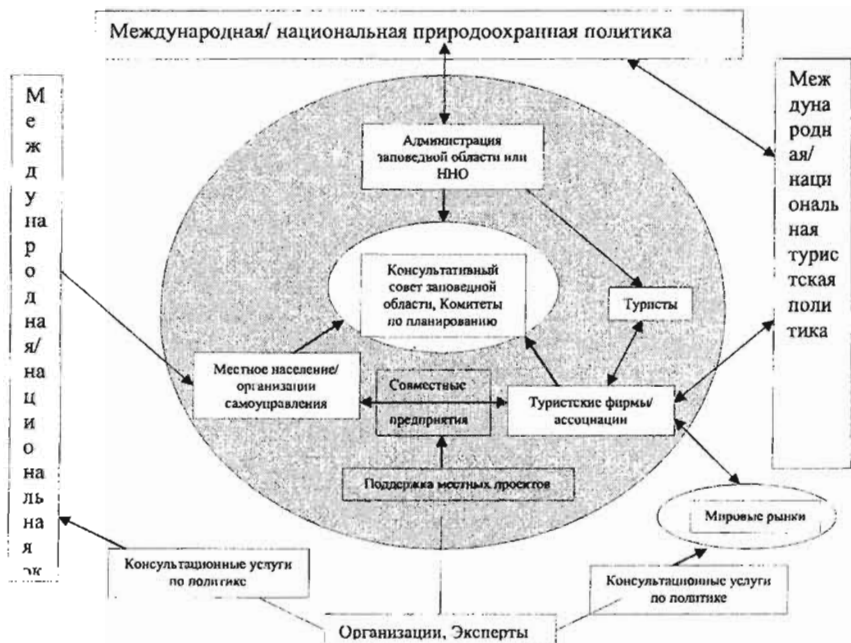 Международная/ национальная природоохранная политика
М
е
ж
д
у
на
р
о
д
на
я/
на
ц
и
о
на
ль
на
я
эк
Меж
дуна
родн
ая/
наци
ональ
ная
турис
тская
поли
тика
Администрация
заповедной области или
ННО
Консультативный
совет заповедной
области, Комитеты
по планированию
Туристы
Местное население/
организации
самоуправления
Совместные
предприятия
Туристские фирмы/
ассоциации
Поддержка местных проектов
Мировые рынки
Консультационные услуги
по политике
Консультационные услуги
по политике
Организации, Эксперты